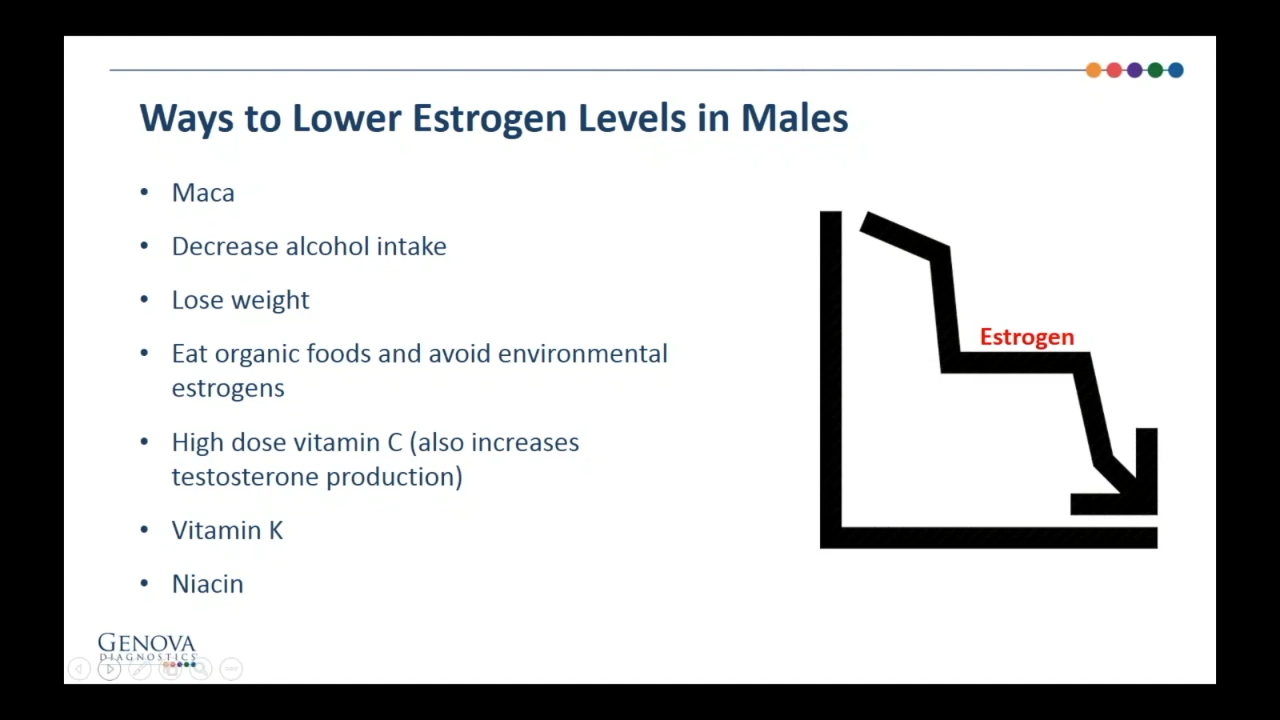 Ways to Lower Estrogen Levels in Males
• Maca
• Decrease alcohol intake
• Lose weight
• Eat organic foods and avoid environmental
estrogens
• High dose vitamin C (also increases
testosterone production)
• Vitamin K
• Niacin
Estrogen
GENOVA
DIAGNOSTICS